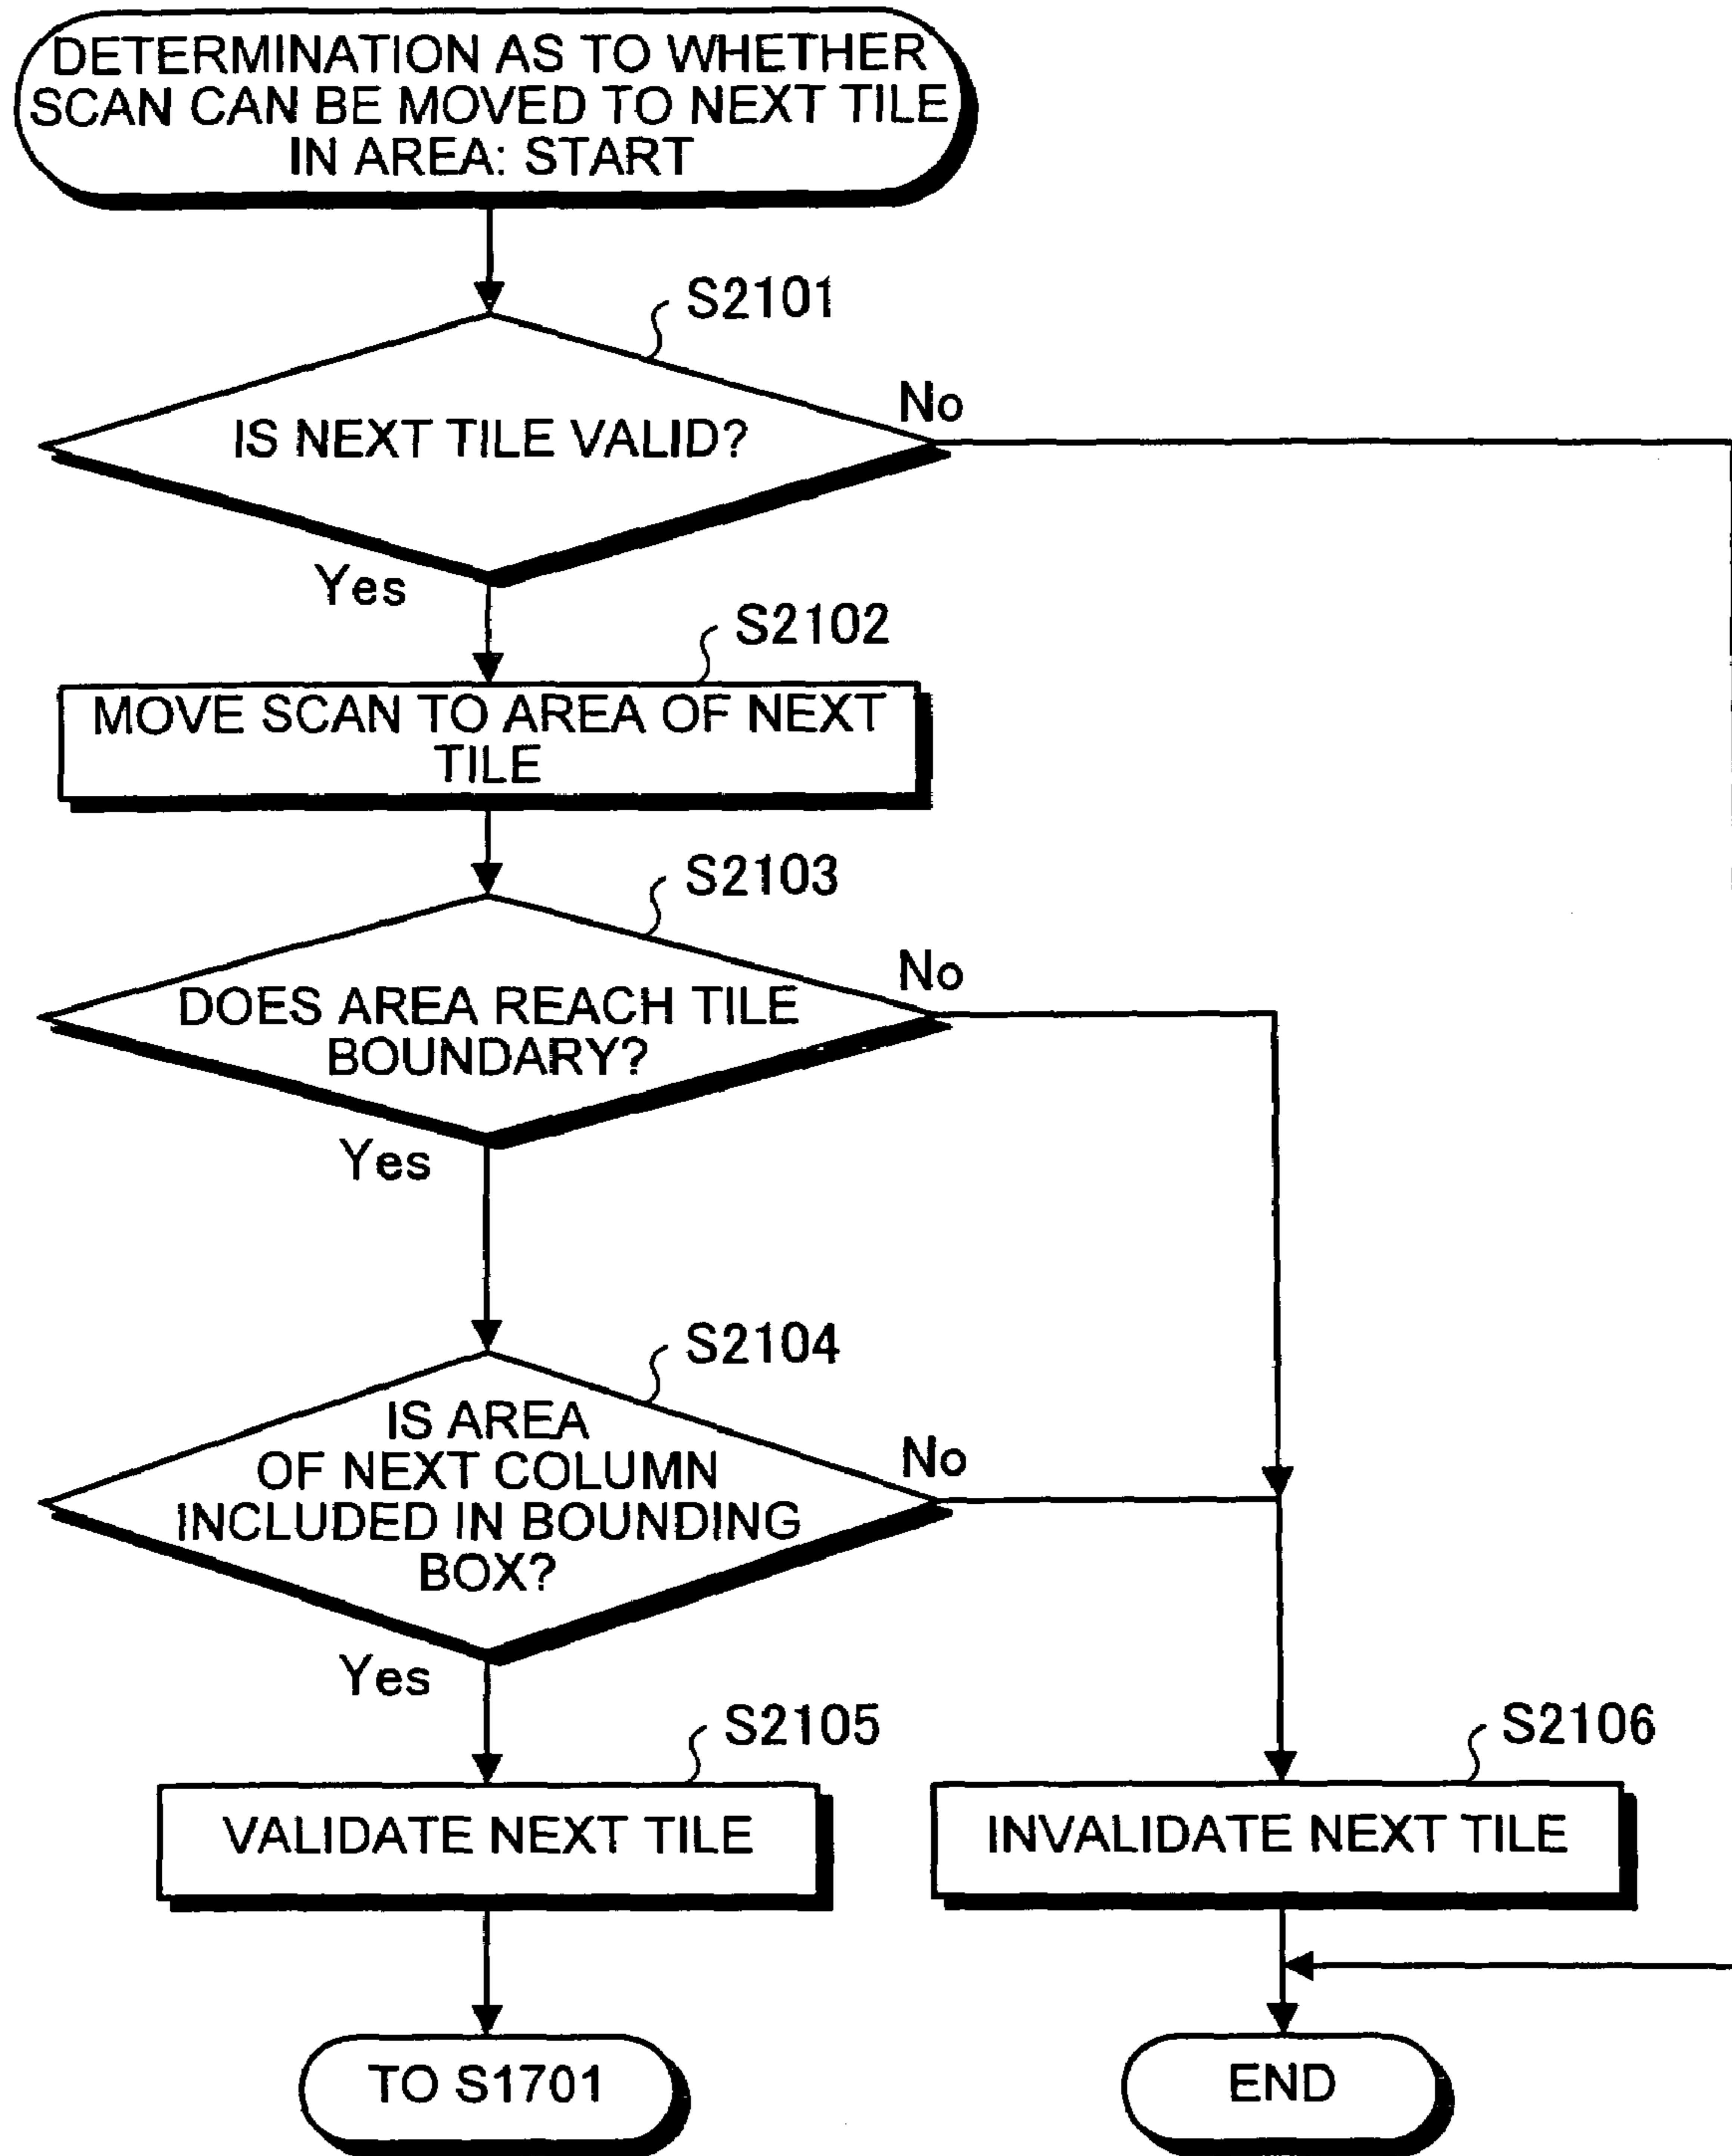 DETERMINATION AS TO WHETHER
SCAN CAN BE MOVED TO NEXT TILE
IN AREA: START
S2101
IS NEXT TILE VALID?
No
Yes
S2102
MOVE SCAN TO AREA OF NEXT
TILE
S2103
DOES AREA REACH TILE
BOUNDARY?
No
Yes
S2104
IS AREA
OF NEXT COLUMN
INCLUDED IN BOUNDING
BOX?
No
Yes
S2105
VALIDATE NEXT TILE
S2106
INVALIDATE NEXT TILE
TO S1701
END